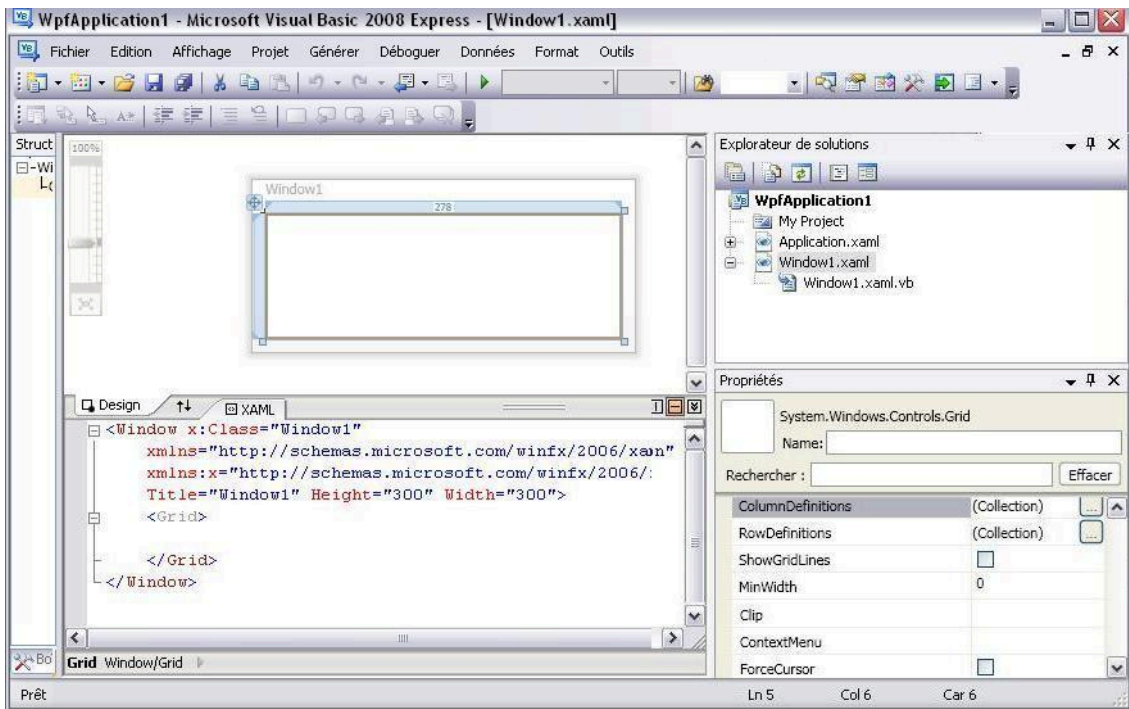 WpfApplication1 - Microsoft Visual Basic 2008 Express - [Window1.xaml]
Fichier Edition Affichage Projet Générer Déboguer Données Format Outils
Struct
100%
Explorateur de solutions
Wi
Window1
278
WpfApplication1
My Project
Application.xaml
Window1.xaml
Window1.xaml.vb
Propriétés
Design XAML
System.Windows.Controls.Grid
Name:
Rechercher : Effacer
<Window x:Class="Window1"
xmlns="http://schemas.microsoft.com/winfx/2006/
xmlns:x="http://schemas.microsoft.com/winfx/2006/
Title="Window1" Height="300" Width="300">
<Grid>
</Grid>
</Window>
ColumnDefinitions (Collection) ...
RowDefinitions (Collection) ...
ShowGridLines
MinWidth 0
Clip
ContextMenu
ForceCursor
Bo
Grid Window/Grid
Prêt Ln 5 Col 6 Car 6